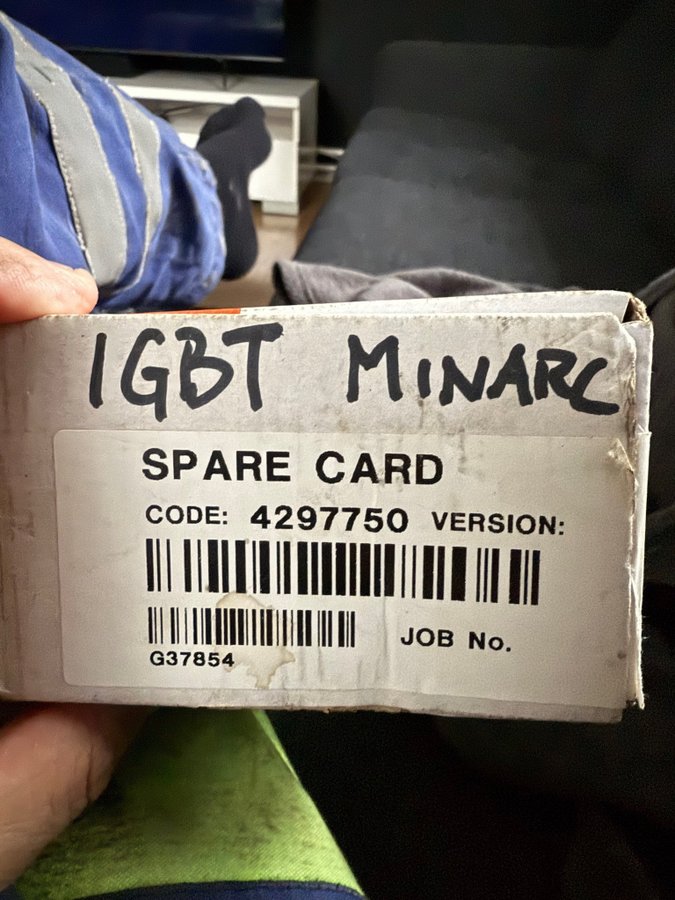 IGBT MINARC
SPARE CARD
CODE: 4297750 VERSION:
JOB No.
G37854